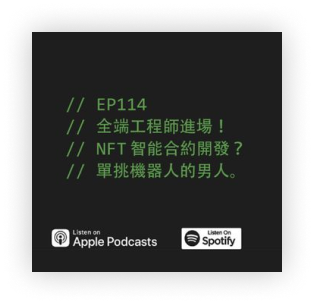 // EP114
// 全端工程師進場！
// NFT 智能合約開發？
// 單挑機器人的男人。
Listen on
Apple Podcasts
Listen On
Spotify